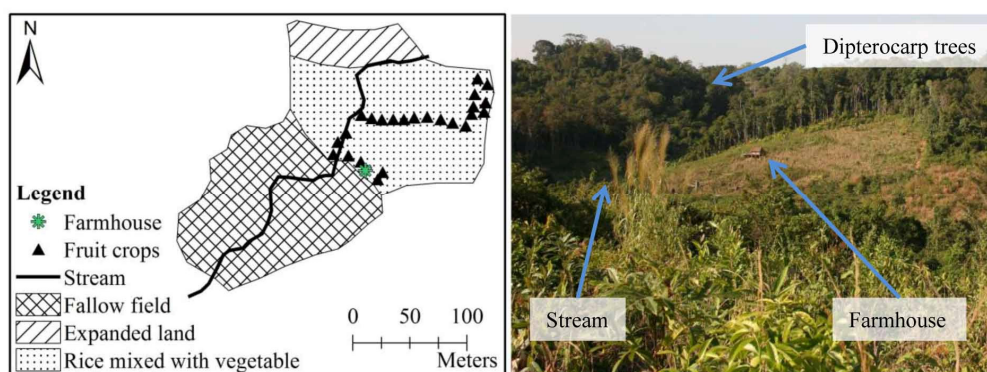 N
Legend
Farmhouse
Fruit crops
Stream
Fallow field
Expanded land
Rice mixed with vegetable
0 50 100
Meters
Dipterocarp trees
Stream
Farmhouse